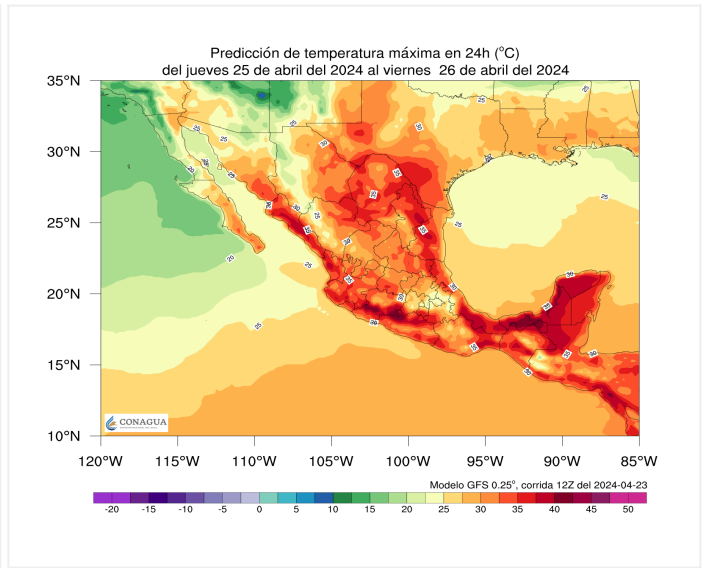 Predicción de temperatura máxima en 24h (°C)
del jueves 25 de abril del 2024 al viernes 26 de abril del 2024
35°N
30°N
25°N
20°N
15°N
10°N
CONAGUA
120°W 115°W 110°W 105°W 100°W 95°W 90°W 85°W
Modelo GFS 0.25°, corrida 12Z del 2024-04-23
-20 -15 -10 -5 0 5 10 15 20 25 30 35 40 45 50